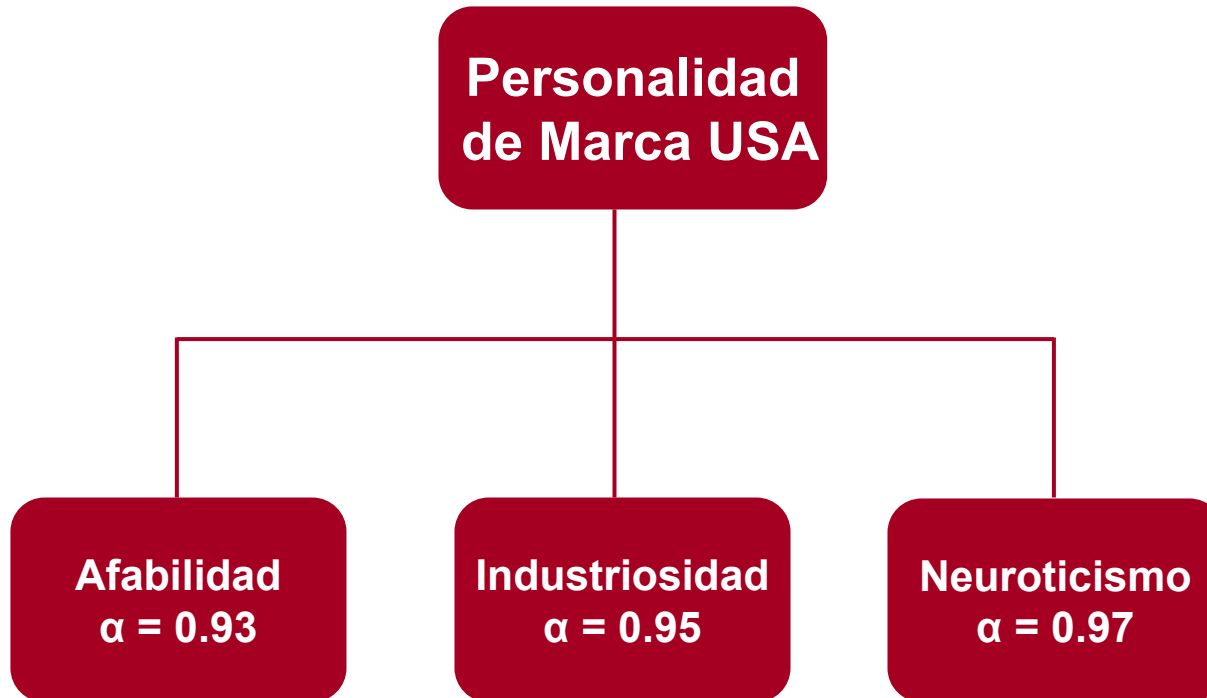 Personalidad
de Marca USA
Afabilidad
α = 0.93
Industriosidad
α = 0.95
Neuroticismo
α = 0.97